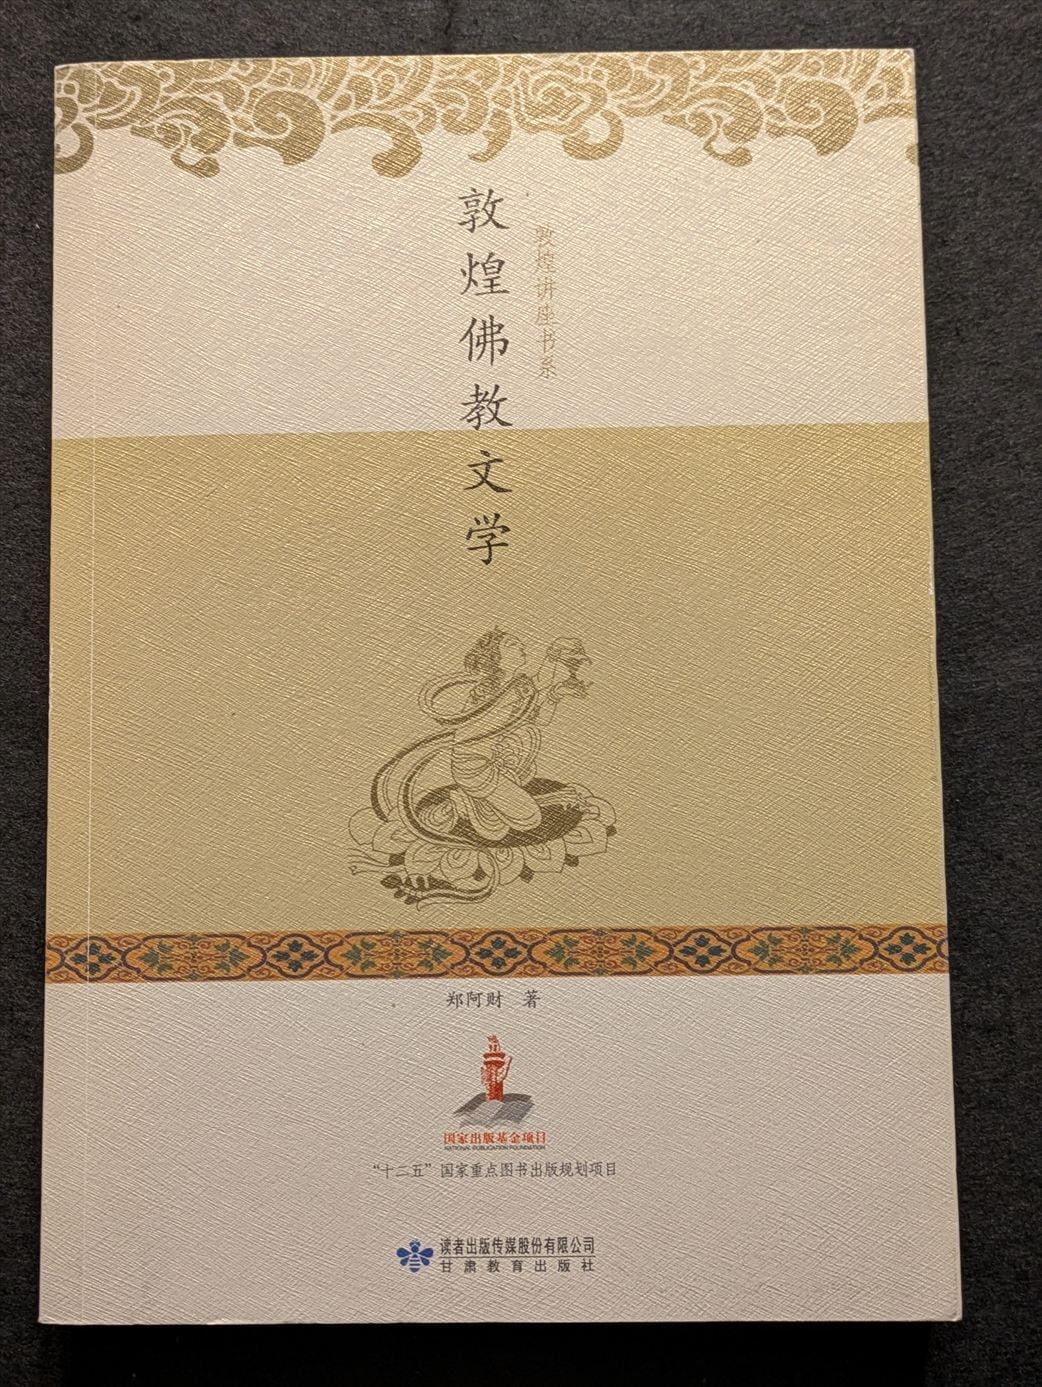 敦煌佛教文学
敦煌讲座书系
郑阿财 著
国家出版基金项目
NATIONAL PUBLICATION FOUNDATION
“十二五”国家重点图书出版规划项目
读者出版传媒股份有限公司
甘肃教育出版社